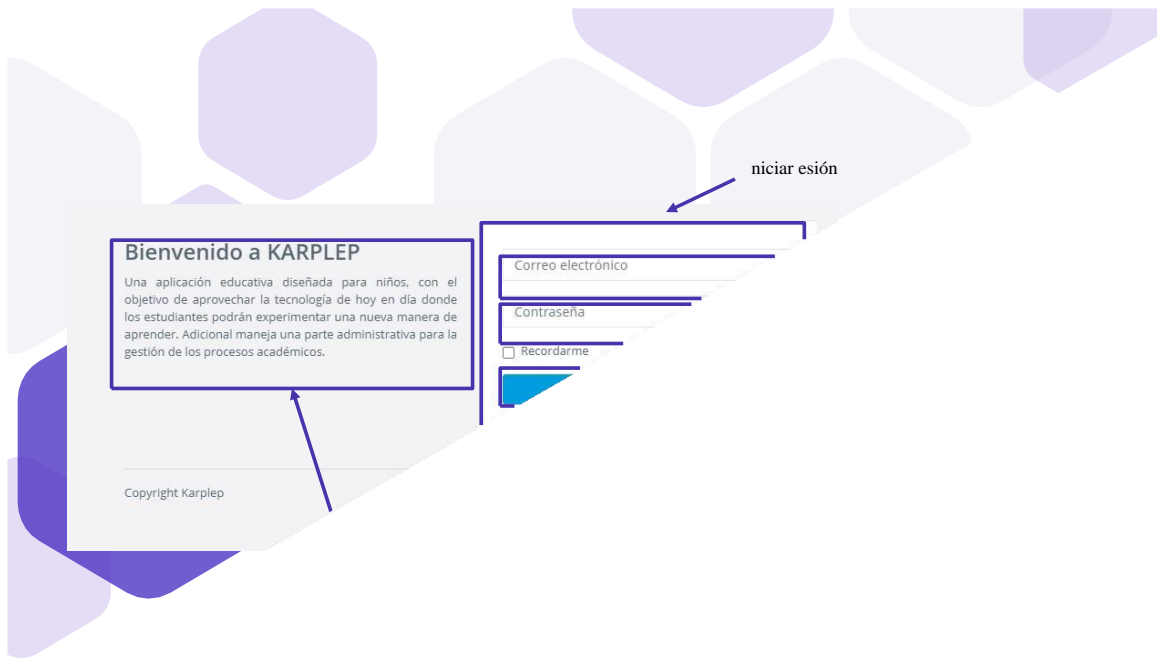 niciar esión
Bienvenido a KARPLEP
Una aplicación educativa diseñada para niños, con el
objetivo de aprovechar la tecnología de hoy en día donde
los estudiantes podrán experimentar una nueva manera de
aprender. Adicional maneja una parte administrativa para la
gestión de los procesos académicos.
Correo electrónico
Contraseña
Recordarme
Copyright Karplep